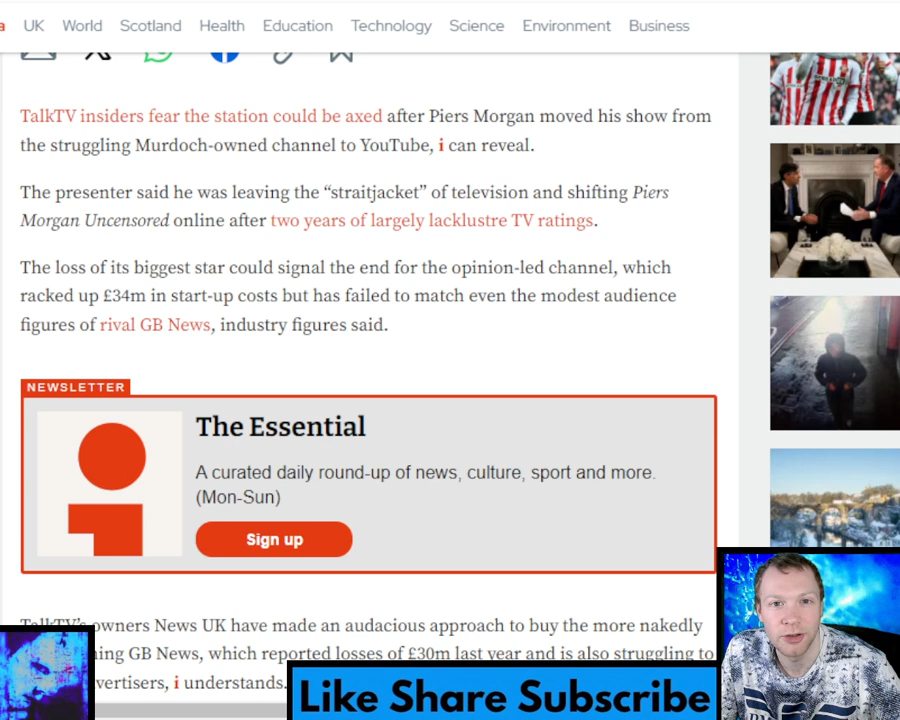 UK World Scotland Health Education Technology Science Environment Business
TalkTV insiders fear the station could be axed after Piers Morgan moved his show from
the struggling Murdoch-owned channel to YouTube, i can reveal.
The presenter said he was leaving the “straitjacket” of television and shifting Piers
Morgan Uncensored online after two years of largely lacklustre TV ratings.
The loss of its biggest star could signal the end for the opinion-led channel, which
racked up £34m in start-up costs but has failed to match even the modest audience
figures of rival GB News, industry figures said.
NEWSLETTER
i
The Essential
A curated daily round-up of news, culture, sport and more.
(Mon-Sun)
Sign up
TalkTV's owners News UK have made an audacious approach to buy the more nakedly
GB News, which reported losses of £30m last year and is also struggling to
i understands.
Like Share Subscribe